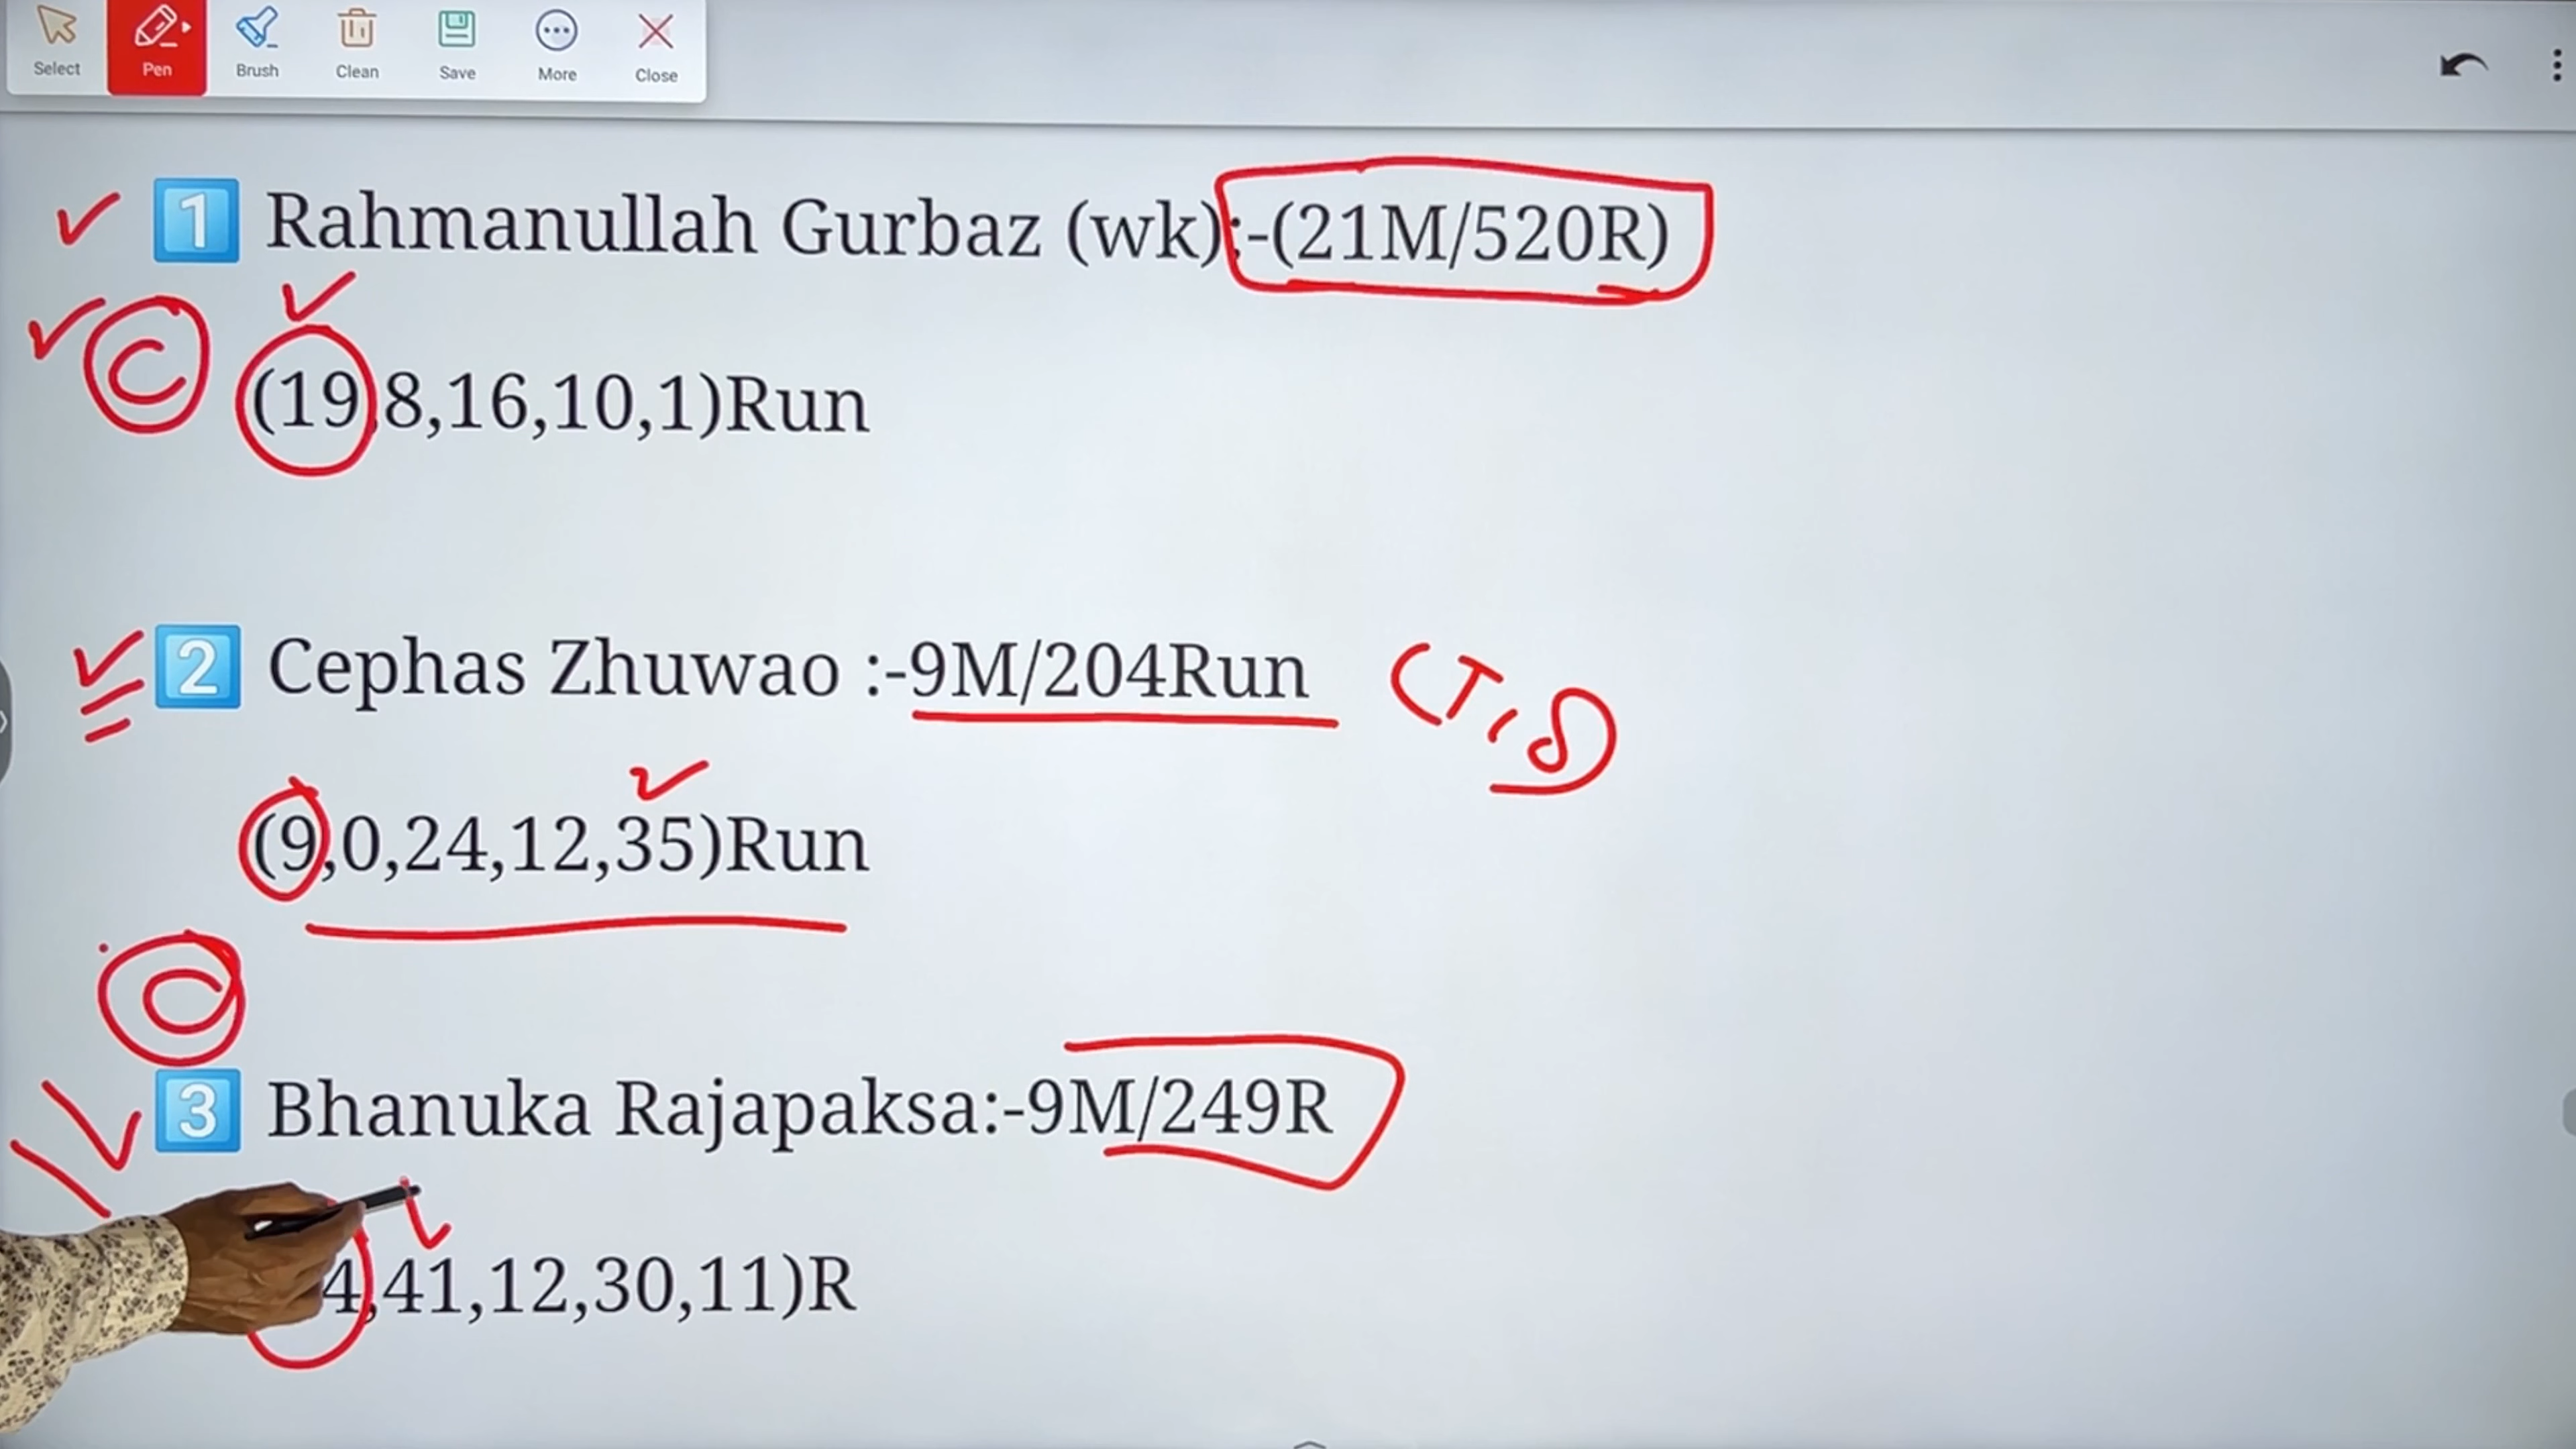 Select Pen Brush Clean Save More Close
1 Rahmanullah Gurbaz (wk):-(21M/520R)
C (19,8,16,10,1)Run
2 Cephas Zhuwao :-9M/204Run
(9,0,24,12,35)Run
C
3 Bhanuka Rajapaksa:-9M/249R
4,41,12,30,11)R